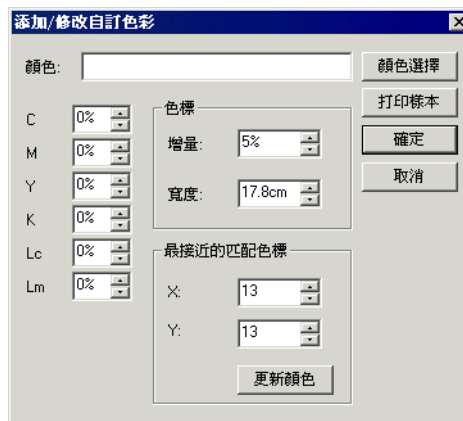 添加/修改自訂色彩
顏色:
顏色選擇
打印樣本
確定
取消
C 0%
M 0%
Y 0%
K 0%
Lc 0%
Lm 0%
色標
增量: 5%
寬度: 17.8cm
最接近的匹配色標
X: 13
Y: 13
更新顏色